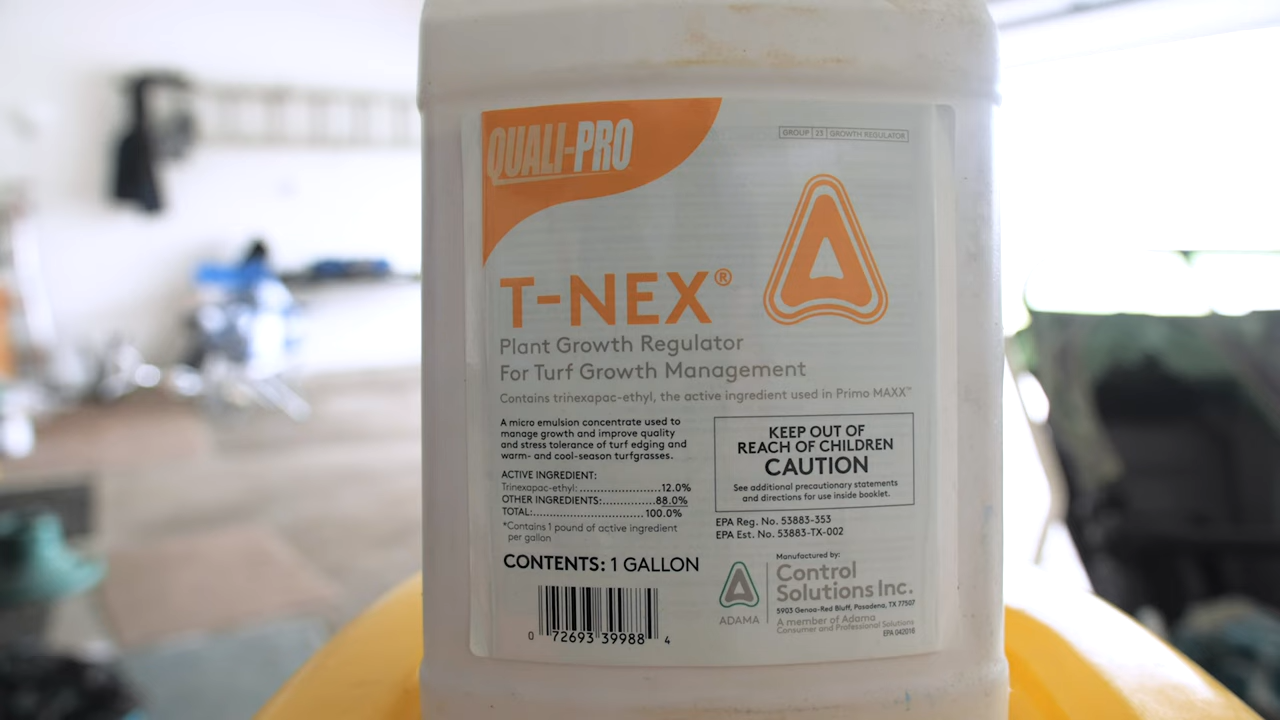 QUALI-PRO
GROUP 23 GROWTH REGULATOR
T-NEX®
Plant Growth Regulator
For Turf Growth Management
Contains trinexapac-ethyl, the active ingredient used in Primo MAXX™
A micro emulsion concentrate used to
manage growth and improve quality
and stress tolerance of turf edging and
warm- and cool-season turfgrasses.
ACTIVE INGREDIENT:
Trinexapac-ethyl: ........................12.0%
OTHER INGREDIENTS:................88.0%
TOTAL:...................................100.0%
*Contains 1 pound of active ingredient
per gallon
KEEP OUT OF
REACH OF CHILDREN
CAUTION
See additional precautionary statements
and directions for use inside booklet.
EPA Reg. No. 53883-353
EPA Est. No. 53883-TX-002
CONTENTS: 1 GALLON
0 72693 39988 4
ADAMA
Manufactured by:
Control
Solutions Inc.
5903 Genoa-Red Bluff, Pasadena, TX 77507
A member of Adama
Consumer and Professional Solutions
EPA 042016